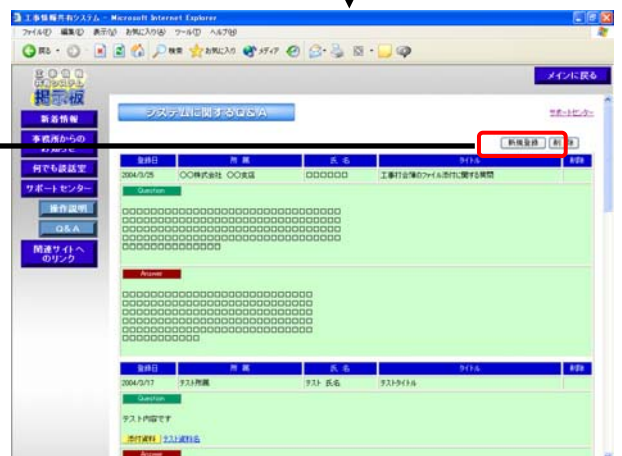 工事情報共有システム - Microsoft Internet Explorer
ファイル(F) 編集(E) 表示(V) お気に入り(A) ツール(T) ヘルプ(H)
戻る 検索 お気に入り メディア
掲示板
メインに戻る
システムに関するQ&A
サポートセンター
新着情報
事務所からの
お知らせ
何でも談話室
サポートセンター
操作説明
Q&A
関連サイトへ
のリンク
新規登録 削除
登録日 所属 氏名 タイトル 削除
2004/3/25 〇〇株式会社 〇〇支店 □□□□□□ 工事打合簿のファイル添付に関する質問
Question
□□□□□□□□□□□□□□□□□□□□□□□□□□□□□□
□□□□□□□□□□□□□□□□□□□□□□□□□□□□□□
□□□□□□□□□□□□□□□□□□□□□□□□□□□□□□
□□□□□□□□□□□□□□□□□□□□□□□□□□□□□□
□□□□□□□□□□□□□□
Answer
□□□□□□□□□□□□□□□□□□□□□□□□□□
□□□□□□□□□□□□□□□□□□□□□□□□□□
□□□□□□□□□□□□□□□□□□□□□□□□□□
□□□□□□□□□□□□□□□□□□□□□□□□□□
□□□□□□□□□□□
登録日 所属 氏名 タイトル 削除
2004/3/17 テスト所属 テスト 氏名 テストタイトル
Question
テスト内容です
添付資料 テスト資料名
Answer